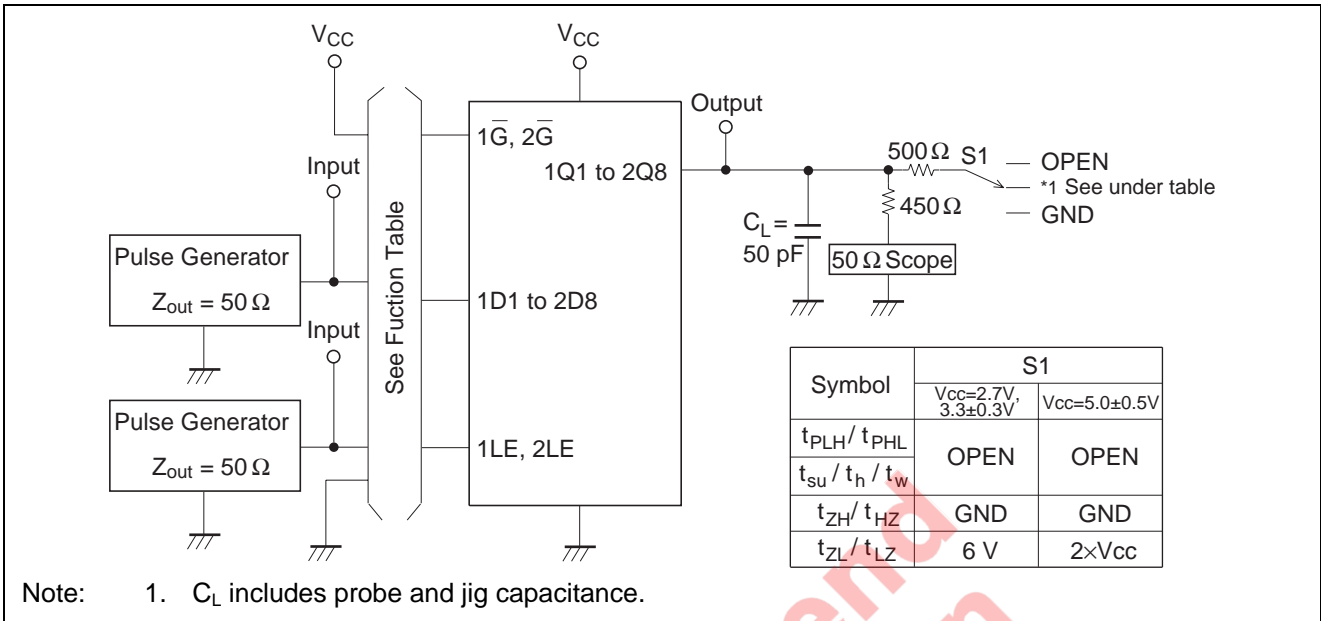 VCC
VCC
Output
1G̅, 2G̅
1Q1 to 2Q8
Input
500 Ω S1
OPEN
*1 See under table
GND
450 Ω
CL =
50 pF
50 Ω Scope
Pulse Generator
Zout = 50 Ω
See Fuction Table
1D1 to 2D8
Input
Pulse Generator
Zout = 50 Ω
1LE, 2LE
Symbol S1
Vcc=2.7V, 3.3±0.3V Vcc=5.0±0.5V
tPLH / tPHL OPEN OPEN
tsu / th / tw
tZH / tHZ GND GND
tZL / tLZ 6 V 2×Vcc
Note: 1. CL includes probe and jig capacitance.